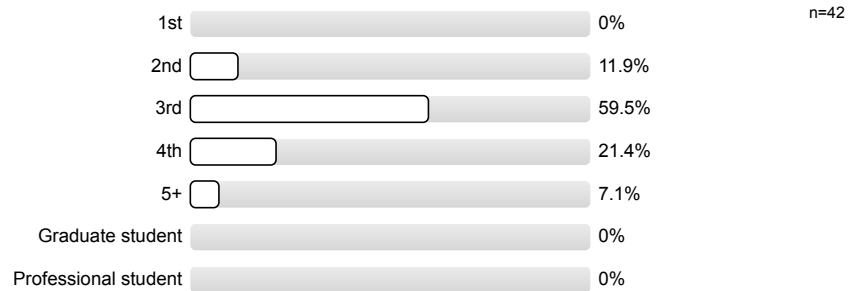 n=42
1st 0%
2nd 11.9%
3rd 59.5%
4th 21.4%
5+ 7.1%
Graduate student 0%
Professional student 0%